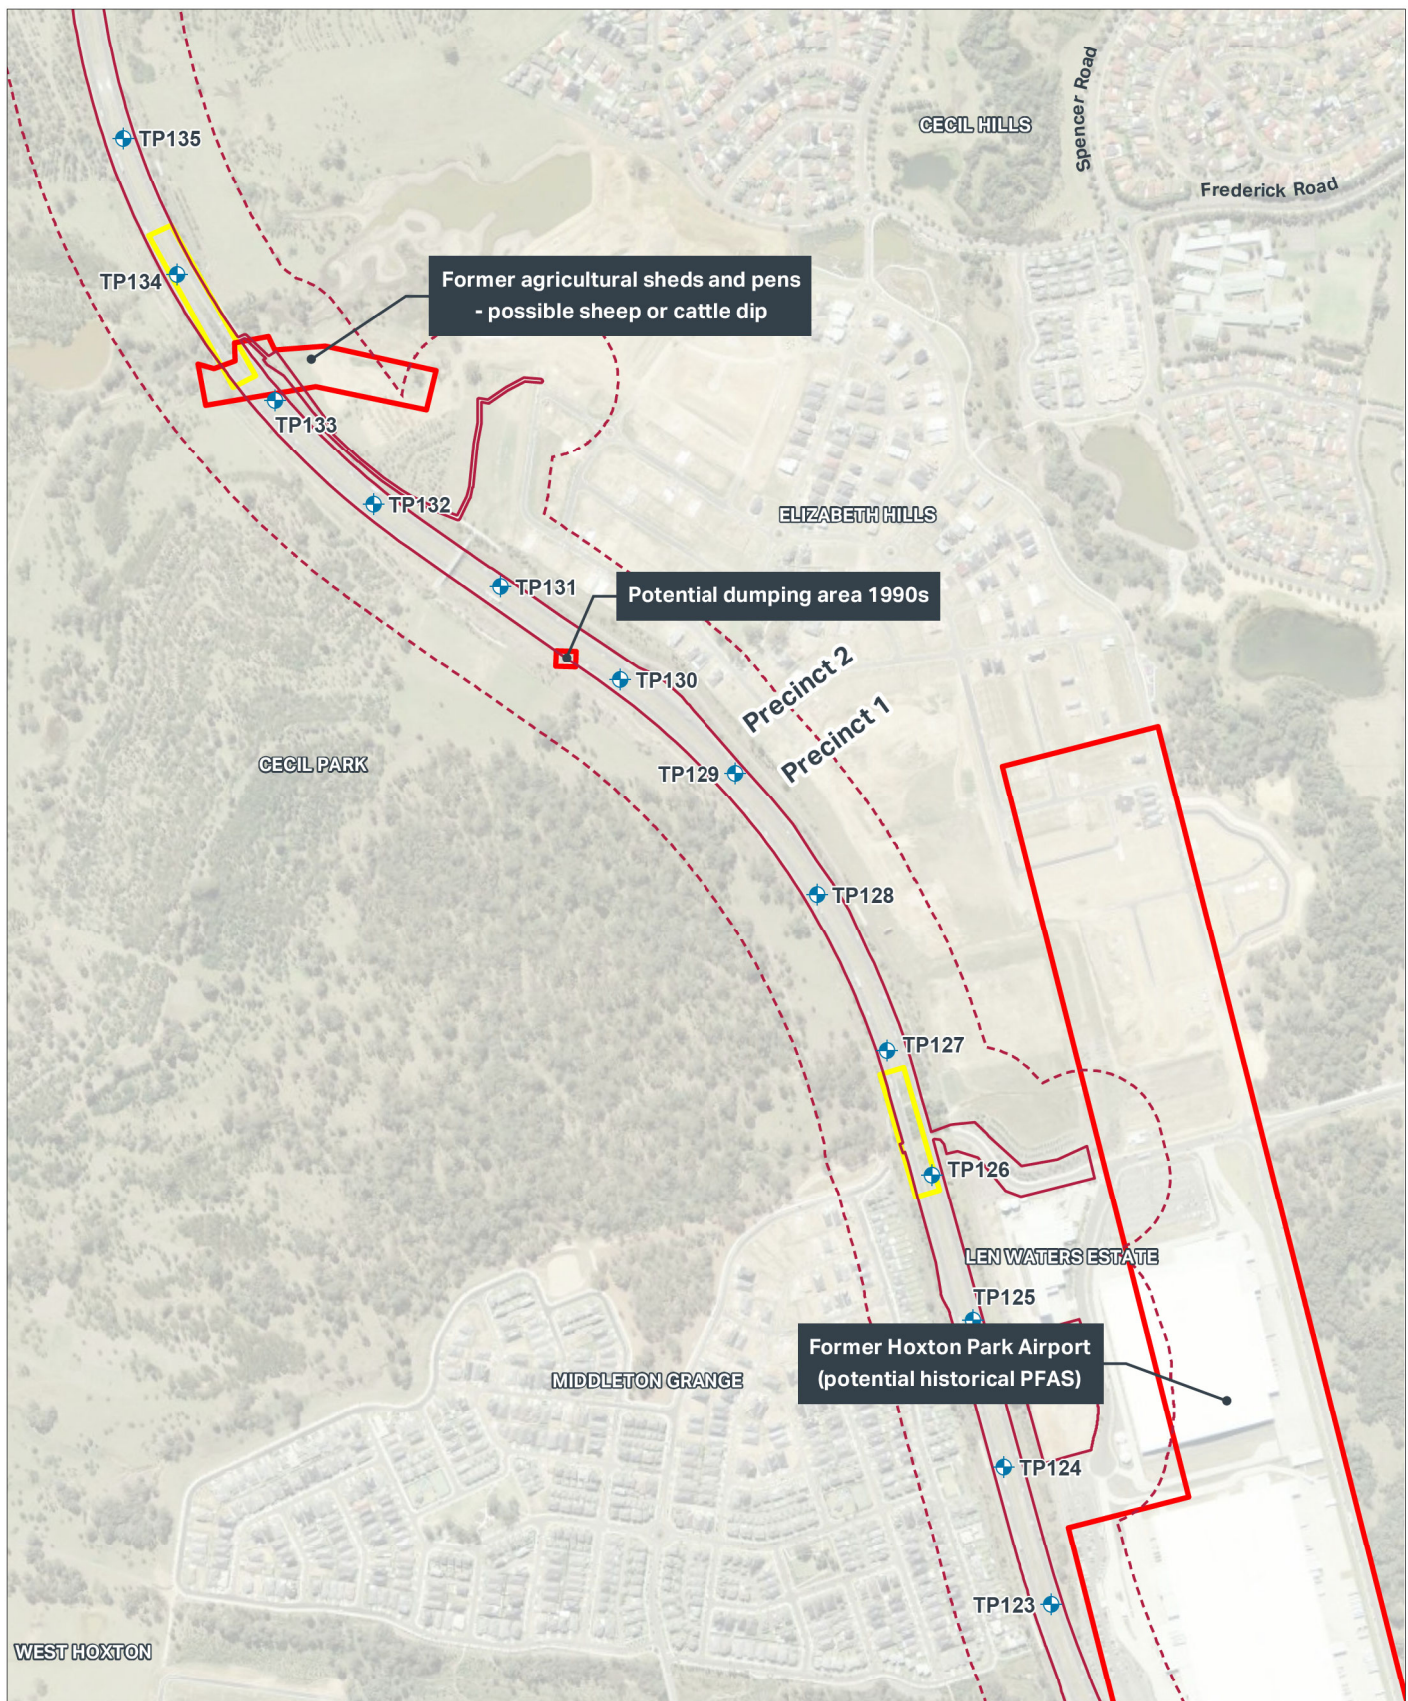 CECIL HILLS
Spencer Road
Frederick Road
TP135
TP134
Former agricultural sheds and pens
- possible sheep or cattle dip
TP133
TP132
ELIZABETH HILLS
TP131
Potential dumping area 1990s
TP130
Precinct 2
Precinct 1
CECIL PARK
TP129
TP128
TP127
TP126
LEN WATERS ESTATE
TP125
Former Hoxton Park Airport
(potential historical PFAS)
MIDDLETON GRANGE
TP124
TP123
WEST HOXTON